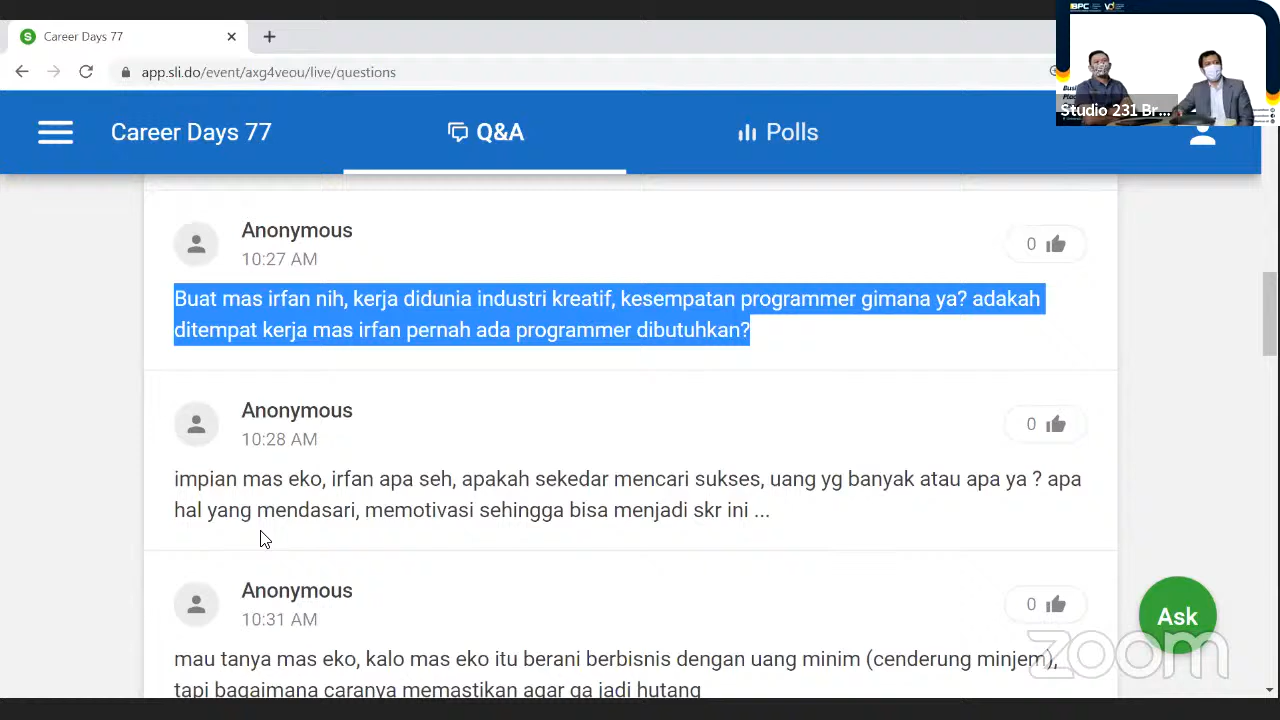 Career Days 77
app.sli.do/event/axg4veou/live/questions
BPC
Studio 231 Br...
Career Days 77
Q&A
Polls
Anonymous
10:27 AM
0
Buat mas irfan nih, kerja didunia industri kreatif, kesempatan programmer gimana ya? adakah
ditempat kerja mas irfan pernah ada programmer dibutuhkan?
Anonymous
10:28 AM
0
impian mas eko, irfan apa seh, apakah sekedar mencari sukses, uang yg banyak atau apa ya ? apa
hal yang mendasari, memotivasi sehingga bisa menjadi skr ini ...
Anonymous
10:31 AM
0
Ask
zoom
mau tanya mas eko, kalo mas eko itu berani berbisnis dengan uang minim (cenderung minjem),
tapi bagaimana caranya memastikan agar ga jadi hutang